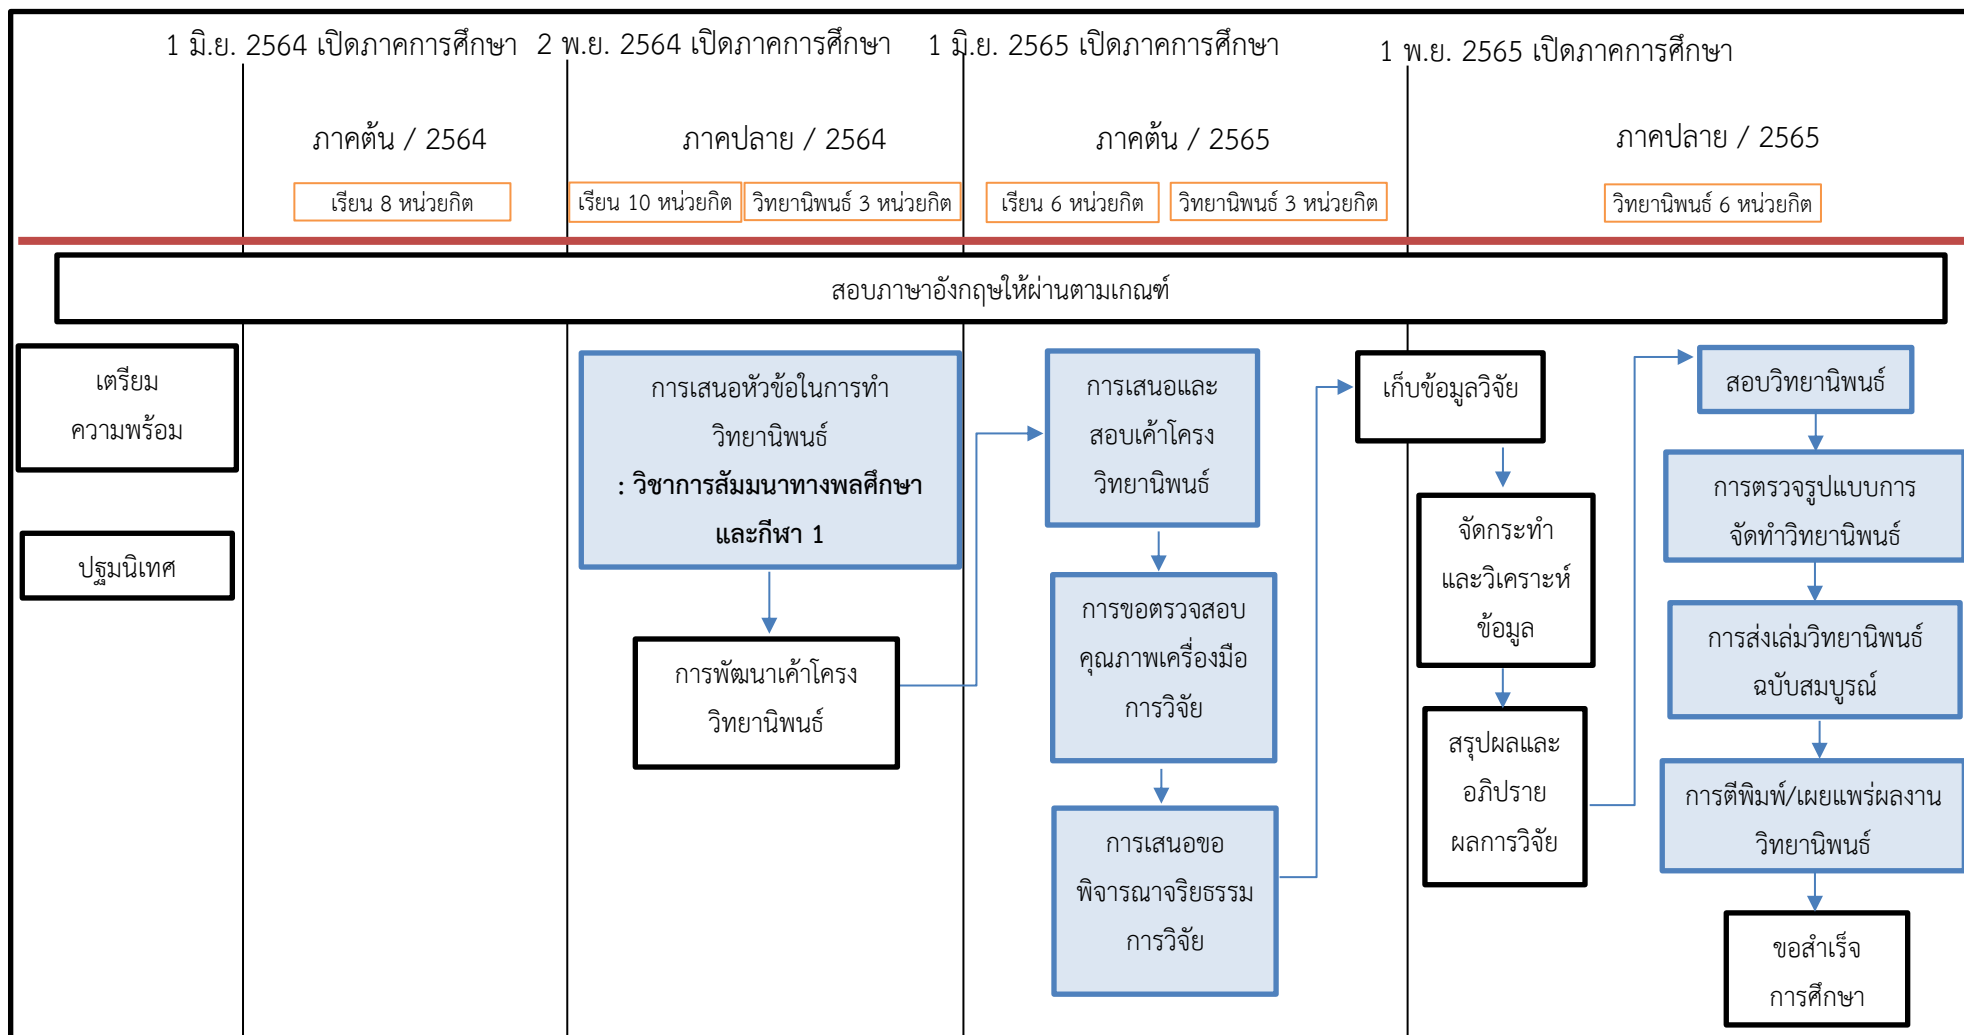 1 มิ.ย. 2564 เปิดภาคการศึกษา
2 พ.ย. 2564 เปิดภาคการศึกษา
1 มิ.ย. 2565 เปิดภาคการศึกษา
1 พ.ย. 2565 เปิดภาคการศึกษา
ภาคต้น / 2564
ภาคปลาย / 2564
ภาคต้น / 2565
ภาคปลาย / 2565
เรียน 8 หน่วยกิต
เรียน 10 หน่วยกิต
วิทยานิพนธ์ 3 หน่วยกิต
เรียน 6 หน่วยกิต
วิทยานิพนธ์ 3 หน่วยกิต
วิทยานิพนธ์ 6 หน่วยกิต
สอบภาษาอังกฤษให้ผ่านตามเกณฑ์
เตรียม
ความพร้อม
ปฐมนิเทศ
การเสนอหัวข้อในการทำ
วิทยานิพนธ์
: วิชาการสัมมนาทางพลศึกษา
และกีฬา 1
การพัฒนาเค้าโครง
วิทยานิพนธ์
การเสนอและ
สอบเค้าโครง
วิทยานิพนธ์
การขอตรวจสอบ
คุณภาพเครื่องมือ
การวิจัย
การเสนอขอ
พิจารณาจริยธรรม
การวิจัย
เก็บข้อมูลวิจัย
จัดกระทำ
และวิเคราะห์
ข้อมูล
สรุปผลและ
อภิปราย
ผลการวิจัย
สอบวิทยานิพนธ์
การตรวจรูปแบบการ
จัดทำวิทยานิพนธ์
การส่งเล่มวิทยานิพนธ์
ฉบับสมบูรณ์
การตีพิมพ์/เผยแพร่ผลงาน
วิทยานิพนธ์
ขอสำเร็จ
การศึกษา